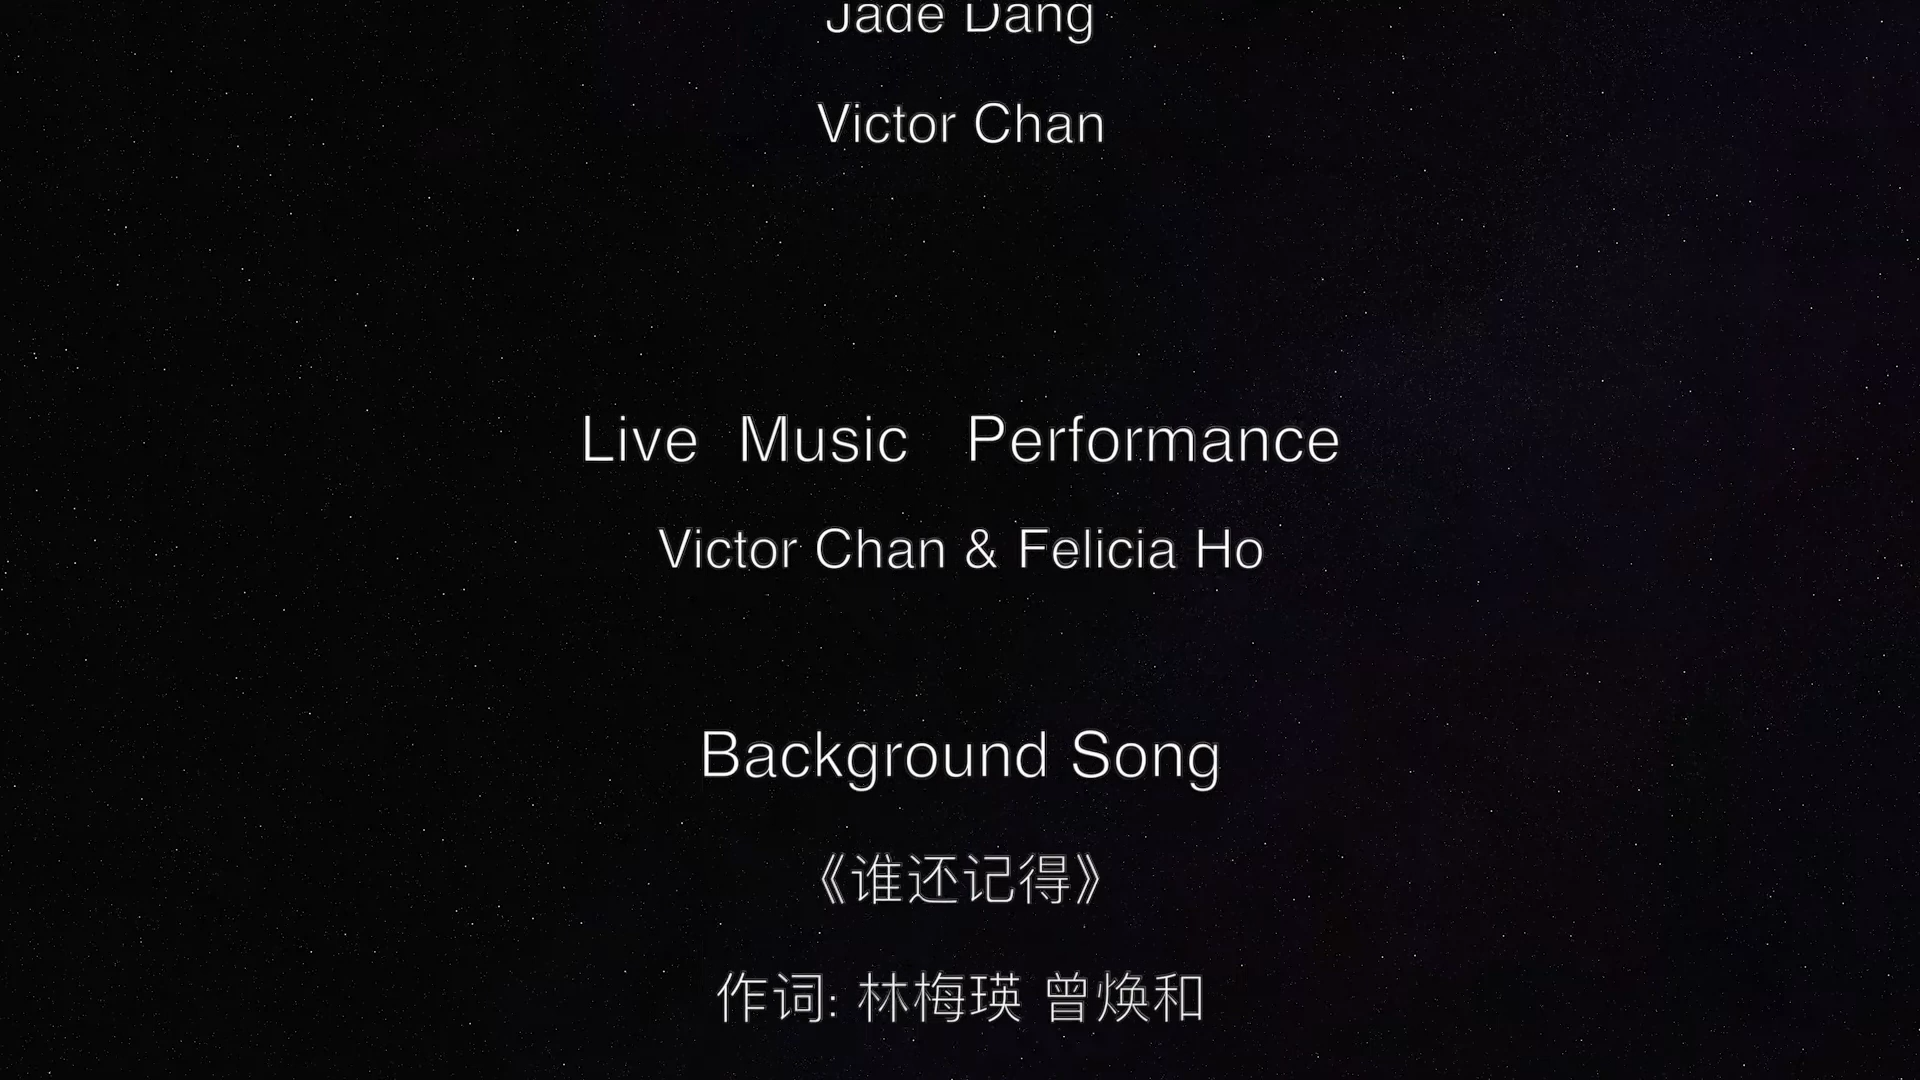 Jade Dang
Victor Chan
Live Music Performance
Victor Chan & Felicia Ho
Background Song
《谁还记得》
作词: 林梅瑛 曾焕和